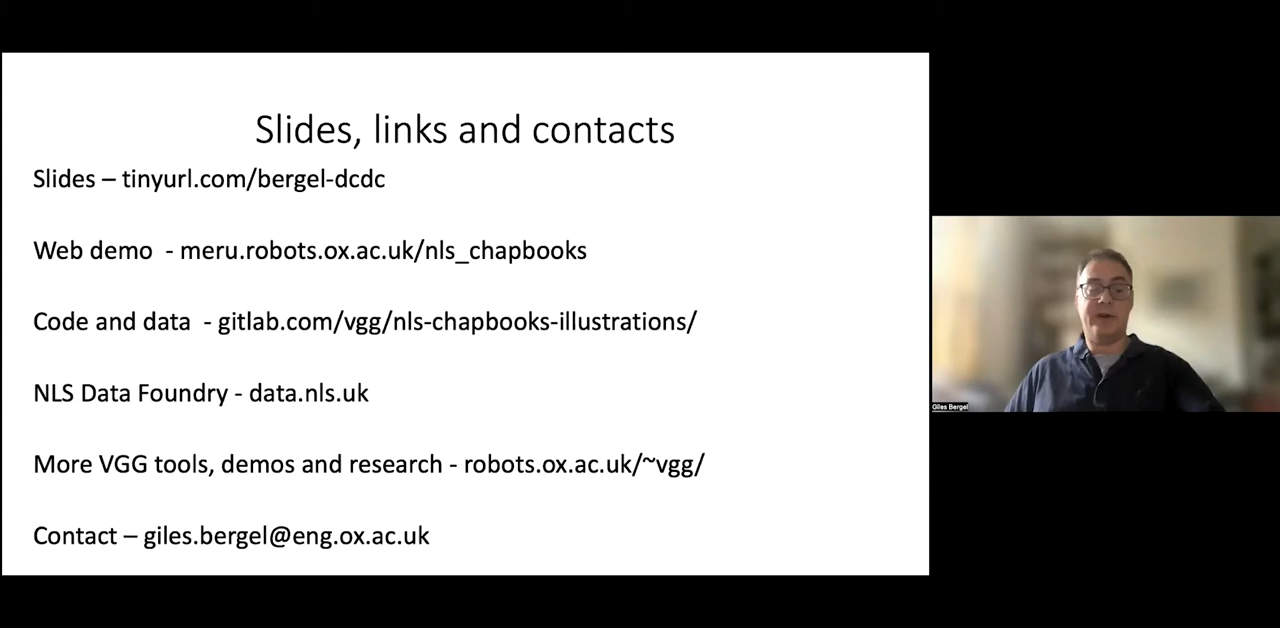 Slides, links and contacts
Slides – tinyurl.com/bergel-dcdc
Web demo - meru.robots.ox.ac.uk/nls_chapbooks
Code and data - gitlab.com/vgg/nls-chapbooks-illustrations/
NLS Data Foundry - data.nls.uk
More VGG tools, demos and research - robots.ox.ac.uk/~vgg/
Contact – giles.bergel@eng.ox.ac.uk
Giles Bergel